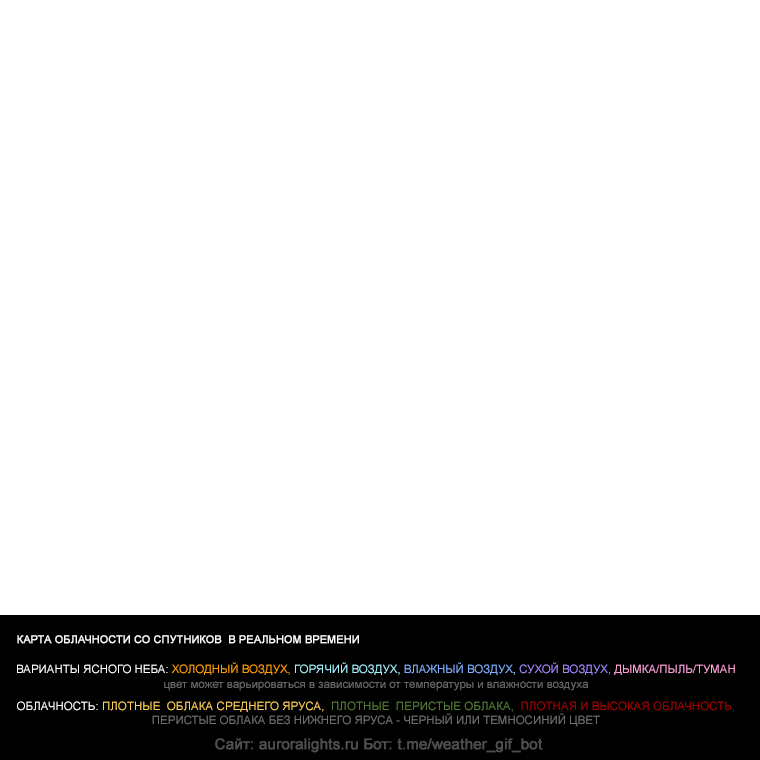 КАРТА ОБЛАЧНОСТИ СО СПУТНИКОВ В РЕАЛЬНОМ ВРЕМЕНИ
ВАРИАНТЫ ЯСНОГО НЕБА: ХОЛОДНЫЙ ВОЗДУХ, ГОРЯЧИЙ ВОЗДУХ, ВЛАЖНЫЙ ВОЗДУХ, СУХОЙ ВОЗДУХ, ДЫМКА/ПЫЛЬ/ТУМАН
цвет может варьироваться в зависимости от температуры и влажности воздуха
ОБЛАЧНОСТЬ: ПЛОТНЫЕ ОБЛАКА СРЕДНЕГО ЯРУСА, ПЛОТНЫЕ ПЕРИСТЫЕ ОБЛАКА, ПЛОТНАЯ И ВЫСОКАЯ ОБЛАЧНОСТЬ,
ПЕРИСТЫЕ ОБЛАКА БЕЗ НИЖНЕГО ЯРУСА - ЧЕРНЫЙ ИЛИ ТЕМНОСИНИЙ ЦВЕТ
Сайт: auroralights.ru Бот: t.me/weather_gif_bot